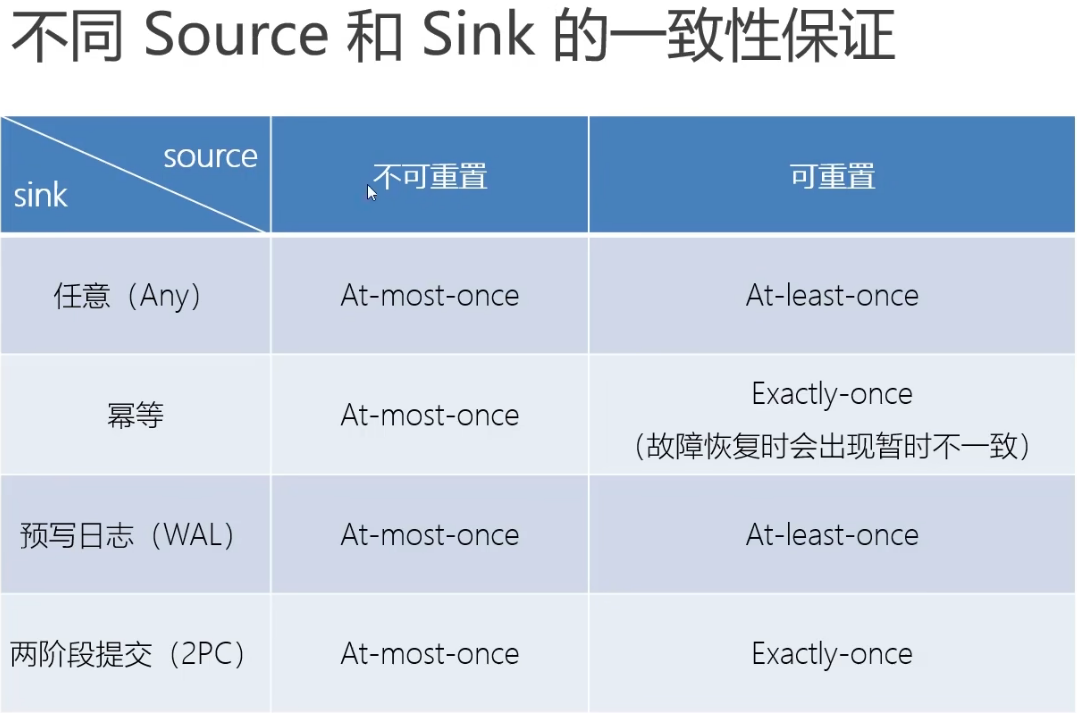 不同 Source 和 Sink 的一致性保证
source
sink
不可重置
可重置
任意（Any）
At-most-once
At-least-once
幂等
At-most-once
Exactly-once
（故障恢复时会出现暂时不一致）
预写日志（WAL）
At-most-once
At-least-once
两阶段提交（2PC）
At-most-once
Exactly-once